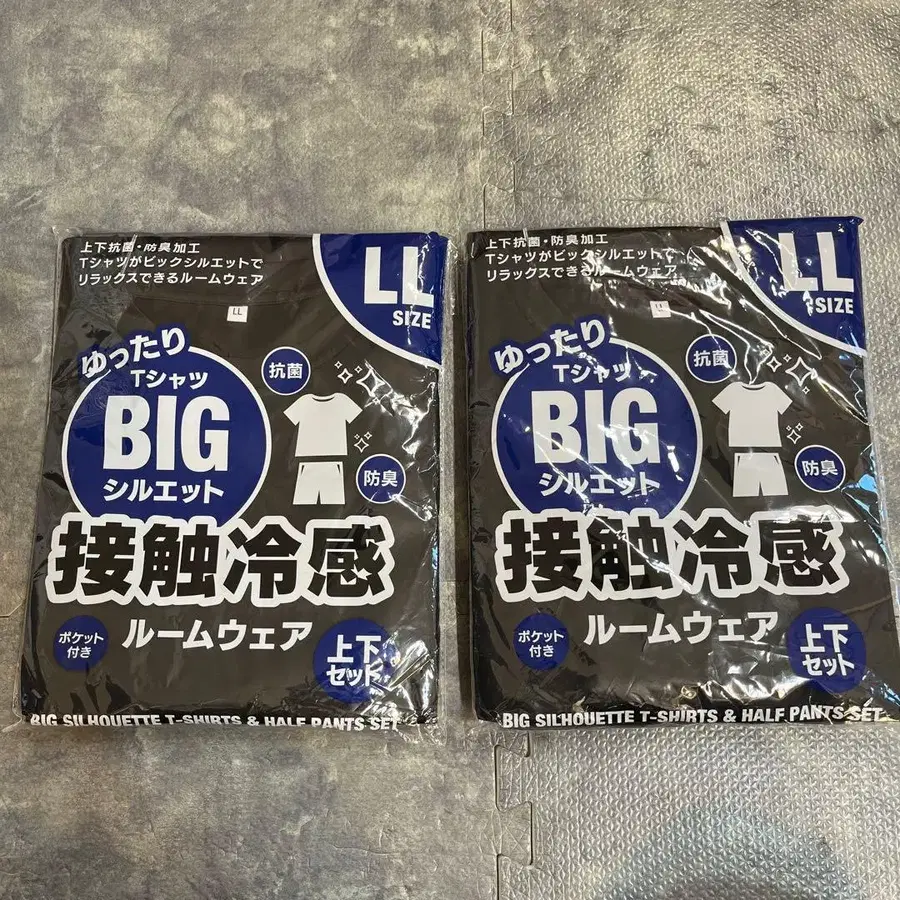 上下抗菌・防臭加工
Tシャツがビックシルエットで
リラックスできるルームウェア
LL
SIZE
LL
ゆったり
Tシャツ
BIG
シルエット
抗菌
防臭
接触冷感
ルームウェア
ポケット
付き
上下
セット
BIG SILHOUETTE T-SHIRTS & HALF PANTS SET
上下抗菌・防臭加工
Tシャツがビックシルエットで
リラックスできるルームウェア
LL
SIZE
LL
ゆったり
Tシャツ
BIG
シルエット
抗菌
防臭
接触冷感
ルームウェア
ポケット
付き
上下
セット
BIG SILHOUETTE T-SHIRTS & HALF PANTS SET